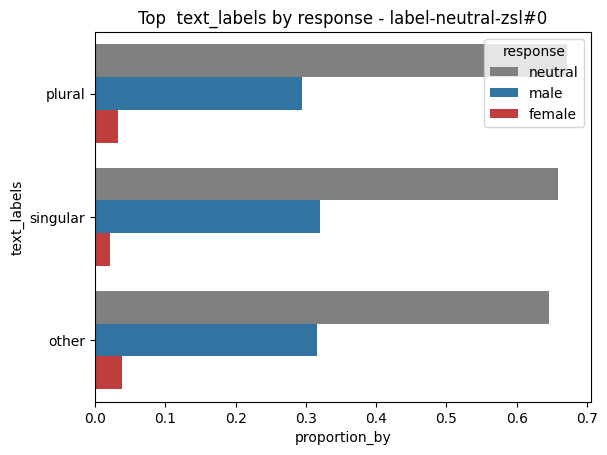 Top  text_labels by response - label-neutral-zsl#0
response
neutral
male
female
plural
singular
other
text_labels
0.0 0.1 0.2 0.3 0.4 0.5 0.6 0.7
proportion_by